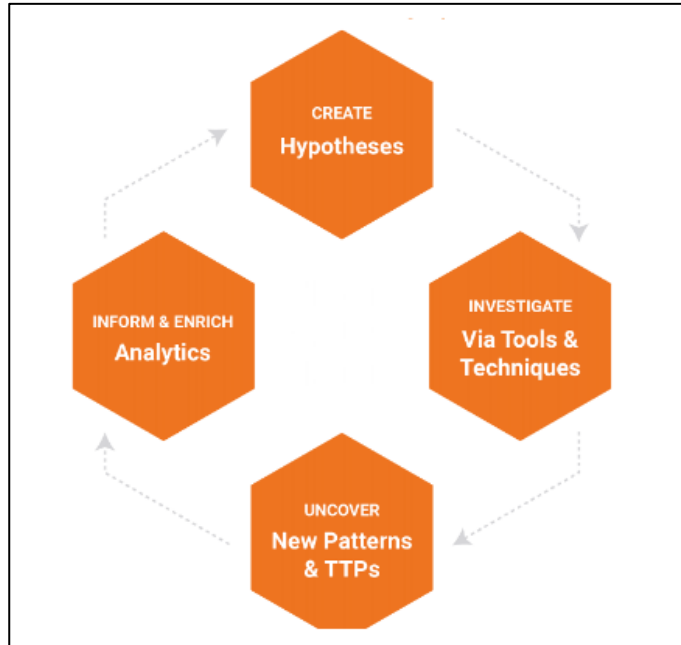 CREATE
Hypotheses
INVESTIGATE
Via Tools &
Techniques
UNCOVER
New Patterns
& TTPs
INFORM & ENRICH
Analytics